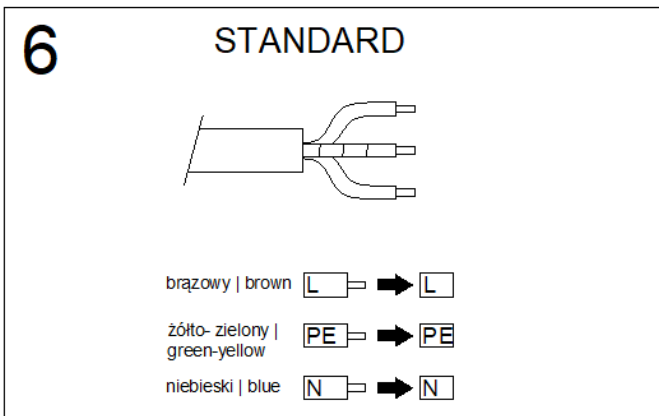 6
STANDARD
brązowy | brown L L
żółto- zielony |
green-yellow PE PE
niebieski | blue N N